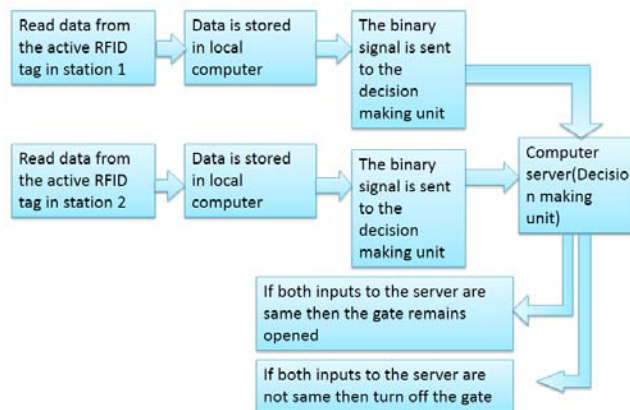 Read data from
the active RFID
tag in station 1
Data is stored
in local
computer
The binary
signal is sent
to the
decision
making unit
Read data from
the active RFID
tag in station 2
Data is stored
in local
computer
The binary
signal is sent
to the
decision
making unit
Computer
server(Decisio
n making
unit)
If both inputs to the server are
same then the gate remains
opened
If both inputs to the server are
not same then turn off the gate